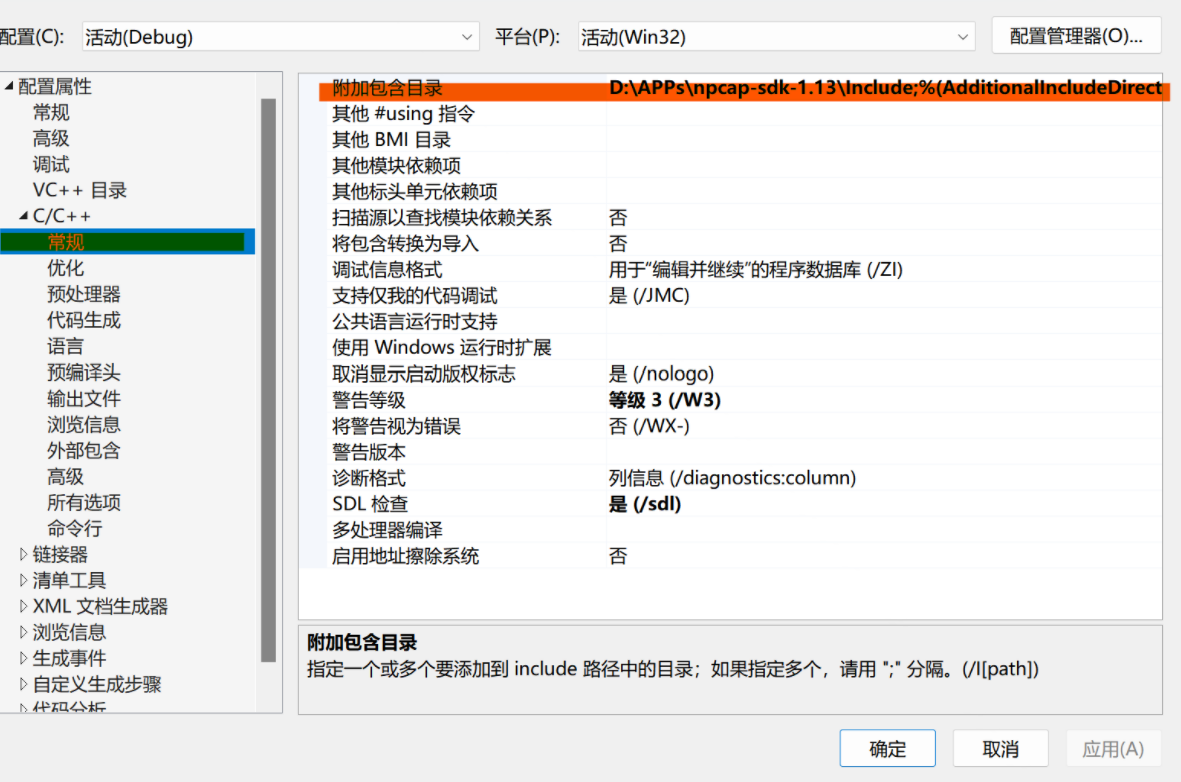 配置(C):
活动(Debug)
平台(P):
活动(Win32)
配置管理器(O)...
配置属性
常规
高级
调试
VC++ 目录
C/C++
常规
优化
预处理器
代码生成
语言
预编译头
输出文件
浏览信息
外部包含
高级
所有选项
命令行
链接器
清单工具
XML 文档生成器
浏览信息
生成事件
自定义生成步骤
代码分析
附加包含目录 D:\APPs\npcap-sdk-1.13\Include;%(AdditionalIncludeDirect
其他 #using 指令
其他 BMI 目录
其他模块依赖项
其他标头单元依赖项
扫描源以查找模块依赖关系 否
将包含转换为导入 否
调试信息格式 用于“编辑并继续”的程序数据库 (/ZI)
支持仅我的代码调试 是 (/JMC)
公共语言运行时支持
使用 Windows 运行时扩展
取消显示启动版权标志 是 (/nologo)
警告等级 等级 3 (/W3)
将警告视为错误 否 (/WX-)
警告版本
诊断格式 列信息 (/diagnostics:column)
SDL 检查 是 (/sdl)
多处理器编译
启用地址擦除系统 否
附加包含目录
指定一个或多个要添加到 include 路径中的目录；如果指定多个，请用 ";" 分隔。(/I[path])
确定
取消
应用(A)